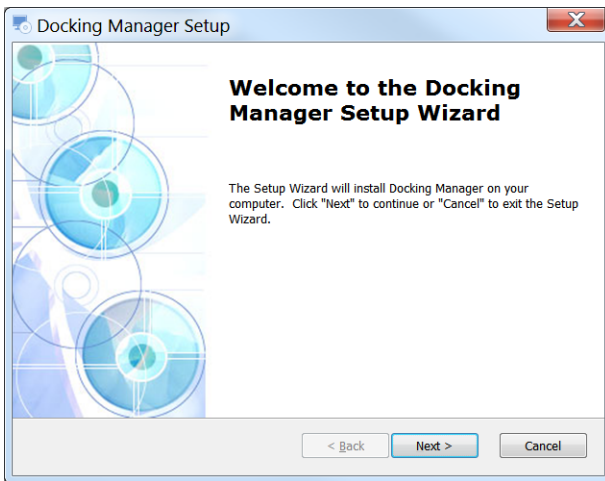 Docking Manager Setup
Welcome to the Docking
Manager Setup Wizard
The Setup Wizard will install Docking Manager on your
computer. Click "Next" to continue or "Cancel" to exit the Setup
Wizard.
< Back
Next >
Cancel